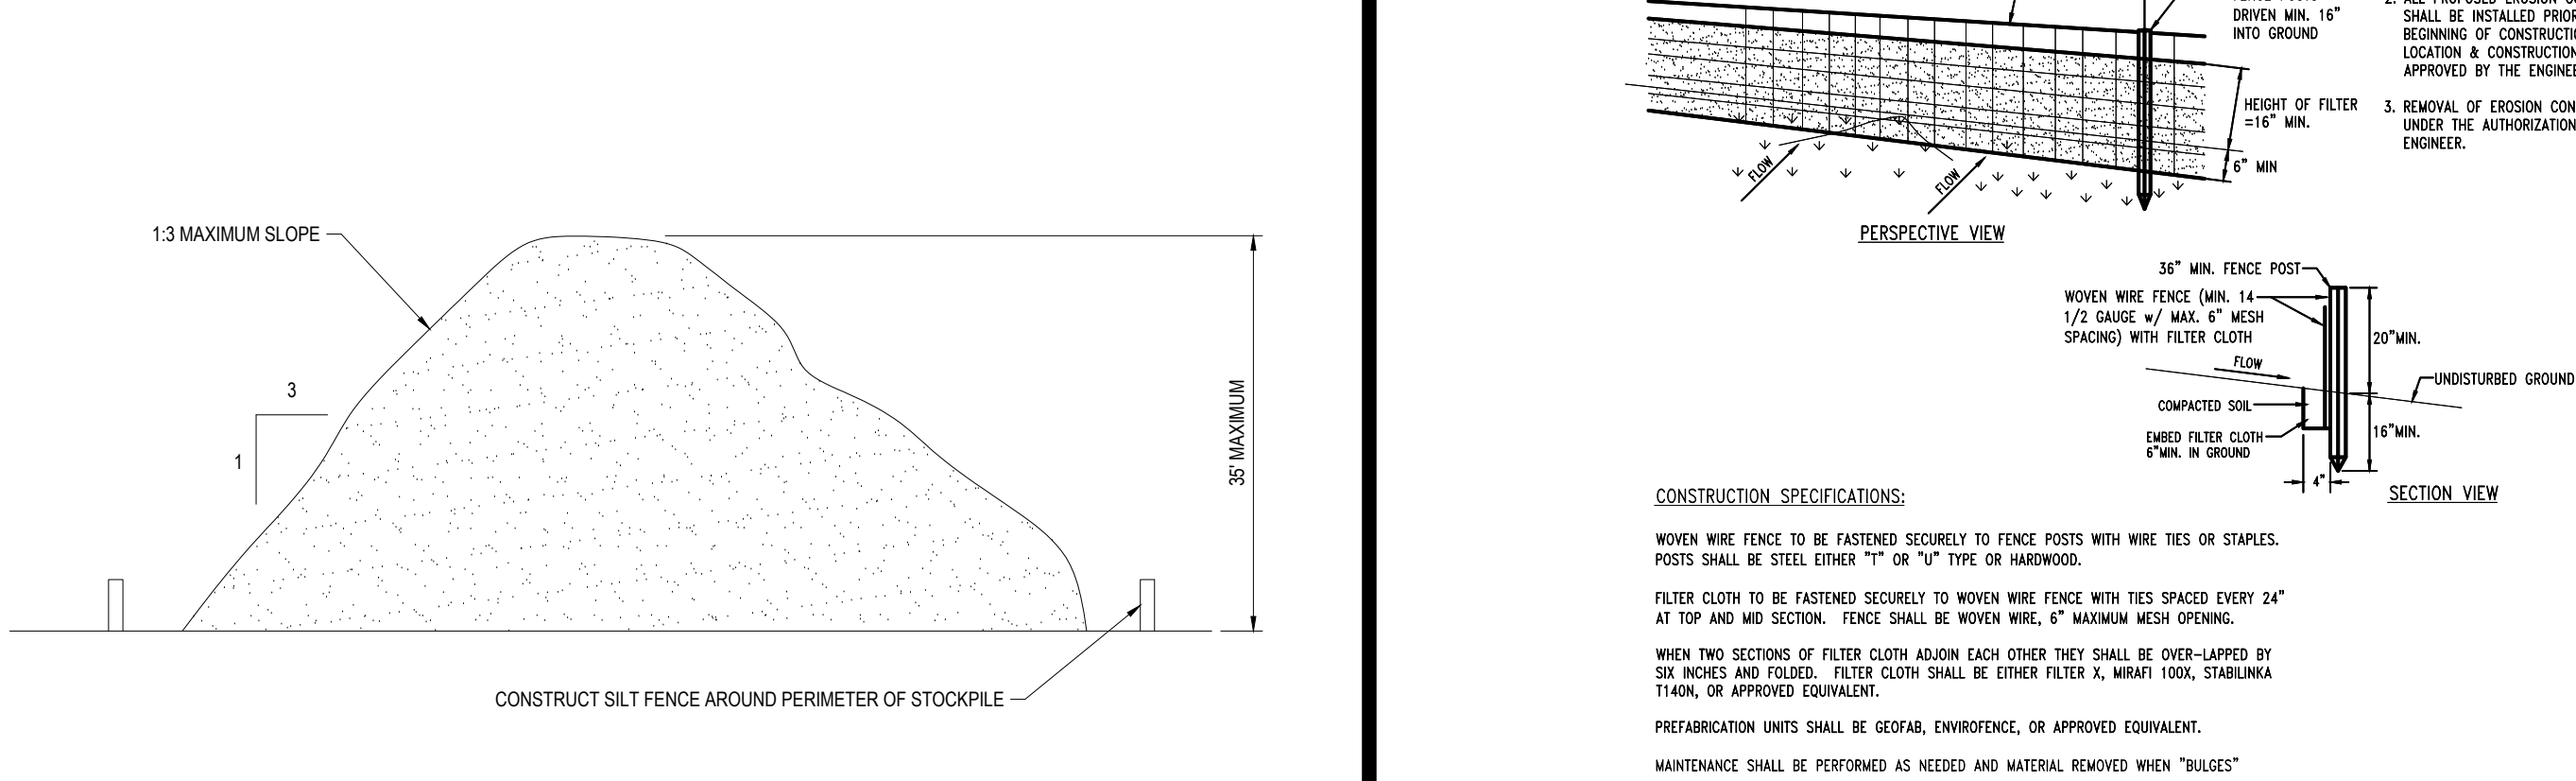 1:3 MAXIMUM SLOPE
3
1
35' MAXIMUM
CONSTRUCT SILT FENCE AROUND PERIMETER OF STOCKPILE
DRIVEN MIN. 16"
INTO GROUND
SHALL BE INSTALLED PRIOR
BEGINNING OF
LOCATION & CONSTRUCTION
APPROVED BY THE
HEIGHT OF FILTER
=16" MIN.
6" MIN
3. REMOVAL OF EROSION
UNDER THE AUTHORIZATION
ENGINEER.
FLOW
FLOW
PERSPECTIVE VIEW
36" MIN. FENCE POST
WOVEN WIRE FENCE (MIN. 14
1/2 GAUGE w/ MAX. 6" MESH
SPACING) WITH FILTER CLOTH
20"MIN.
FLOW
UNDISTURBED GROUND
COMPACTED SOIL
EMBED FILTER CLOTH
6"MIN. IN GROUND
16"MIN.
4"
SECTION VIEW
CONSTRUCTION SPECIFICATIONS:
WOVEN WIRE FENCE TO BE FASTENED SECURELY TO FENCE POSTS WITH WIRE TIES OR STAPLES.
POSTS SHALL BE STEEL EITHER "T" OR "U" TYPE OR HARDWOOD.
FILTER CLOTH TO BE FASTENED SECURELY TO WOVEN WIRE FENCE WITH TIES SPACED EVERY 24"
AT TOP AND MID SECTION. FENCE SHALL BE WOVEN WIRE, 6" MAXIMUM MESH OPENING.
WHEN TWO SECTIONS OF FILTER CLOTH ADJOIN EACH OTHER THEY SHALL BE OVER-LAPPED BY
SIX INCHES AND FOLDED. FILTER CLOTH SHALL BE EITHER FILTER X, MIRAFI 100X, STABILINKA
T140N, OR APPROVED EQUIVALENT.
PREFABRICATION UNITS SHALL BE GEOFAB, ENVIROFENCE, OR APPROVED EQUIVALENT.
MAINTENANCE SHALL BE PERFORMED AS NEEDED AND MATERIAL REMOVED WHEN "BULGES"